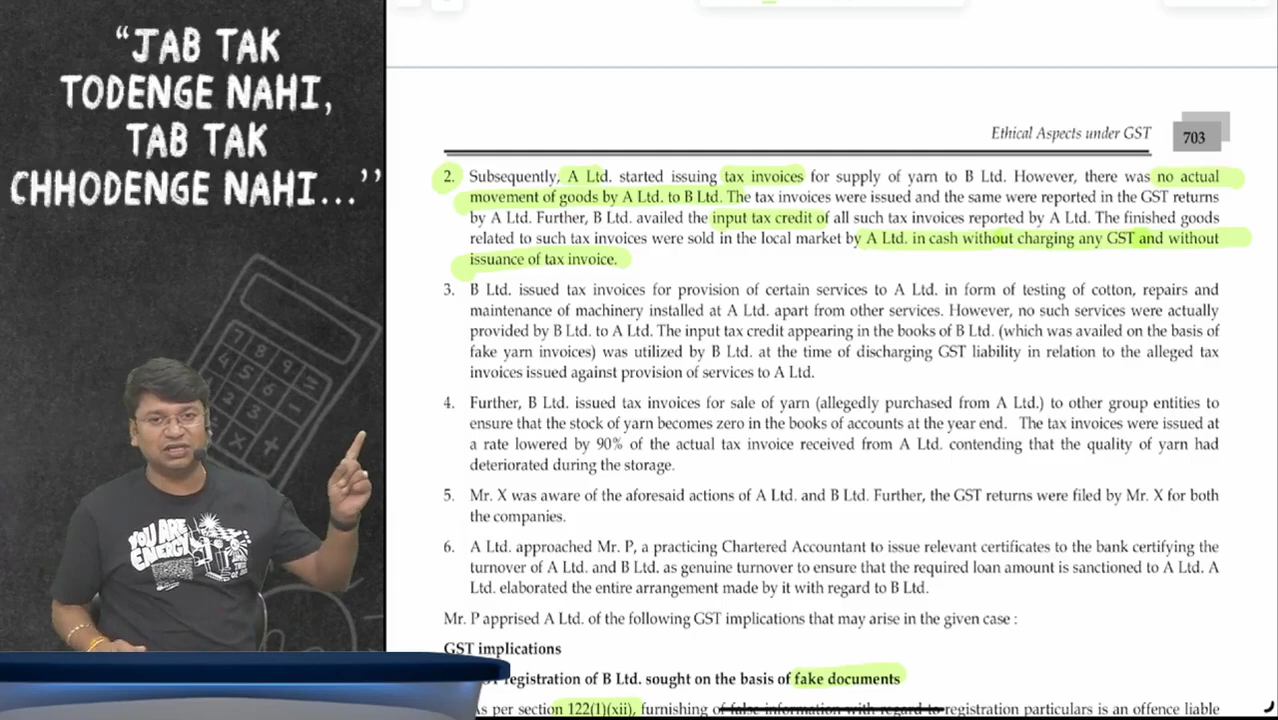 “JAB TAK
TODENGE NAHI,
TAB TAK
CHHODENGE NAHI...’’
Ethical Aspects under GST 703
2. Subsequently, A Ltd. started issuing tax invoices for supply of yarn to B Ltd. However, there was no actual
movement of goods by A Ltd. to B Ltd. The tax invoices were issued and the same were reported in the GST returns
by A Ltd. Further, B Ltd. availed the input tax credit of all such tax invoices reported by A Ltd. The finished goods
related to such tax invoices were sold in the local market by A Ltd. in cash without charging any GST and without
issuance of tax invoice.
3. B Ltd. issued tax invoices for provision of certain services to A Ltd. in form of testing of cotton, repairs and
maintenance of machinery installed at A Ltd. apart from other services. However, no such services were actually
provided by B Ltd. to A Ltd. The input tax credit appearing in the books of B Ltd. (which was availed on the basis of
fake yarn invoices) was utilized by B Ltd. at the time of discharging GST liability in relation to the alleged tax
invoices issued against provision of services to A Ltd.
4. Further, B Ltd. issued tax invoices for sale of yarn (allegedly purchased from A Ltd.) to other group entities to
ensure that the stock of yarn becomes zero in the books of accounts at the year end. The tax invoices were issued at
a rate lowered by 90% of the actual tax invoice received from A Ltd. contending that the quality of yarn had
deteriorated during the storage.
5. Mr. X was aware of the aforesaid actions of A Ltd. and B Ltd. Further, the GST returns were filed by Mr. X for both
the companies.
6. A Ltd. approached Mr. P, a practicing Chartered Accountant to issue relevant certificates to the bank certifying the
turnover of A Ltd. and B Ltd. as genuine turnover to ensure that the required loan amount is sanctioned to A Ltd. A
Ltd. elaborated the entire arrangement made by it with regard to B Ltd.
Mr. P apprised A Ltd. of the following GST implications that may arise in the given case :
GST implications
registration of B Ltd. sought on the basis of fake documents
As per section 122(1)(xii), furnishing of false information with regard to registration particulars is an offence liable
7 8 9 =
4 5 6 -
2 3
× +
YOU ARE
ENERGY